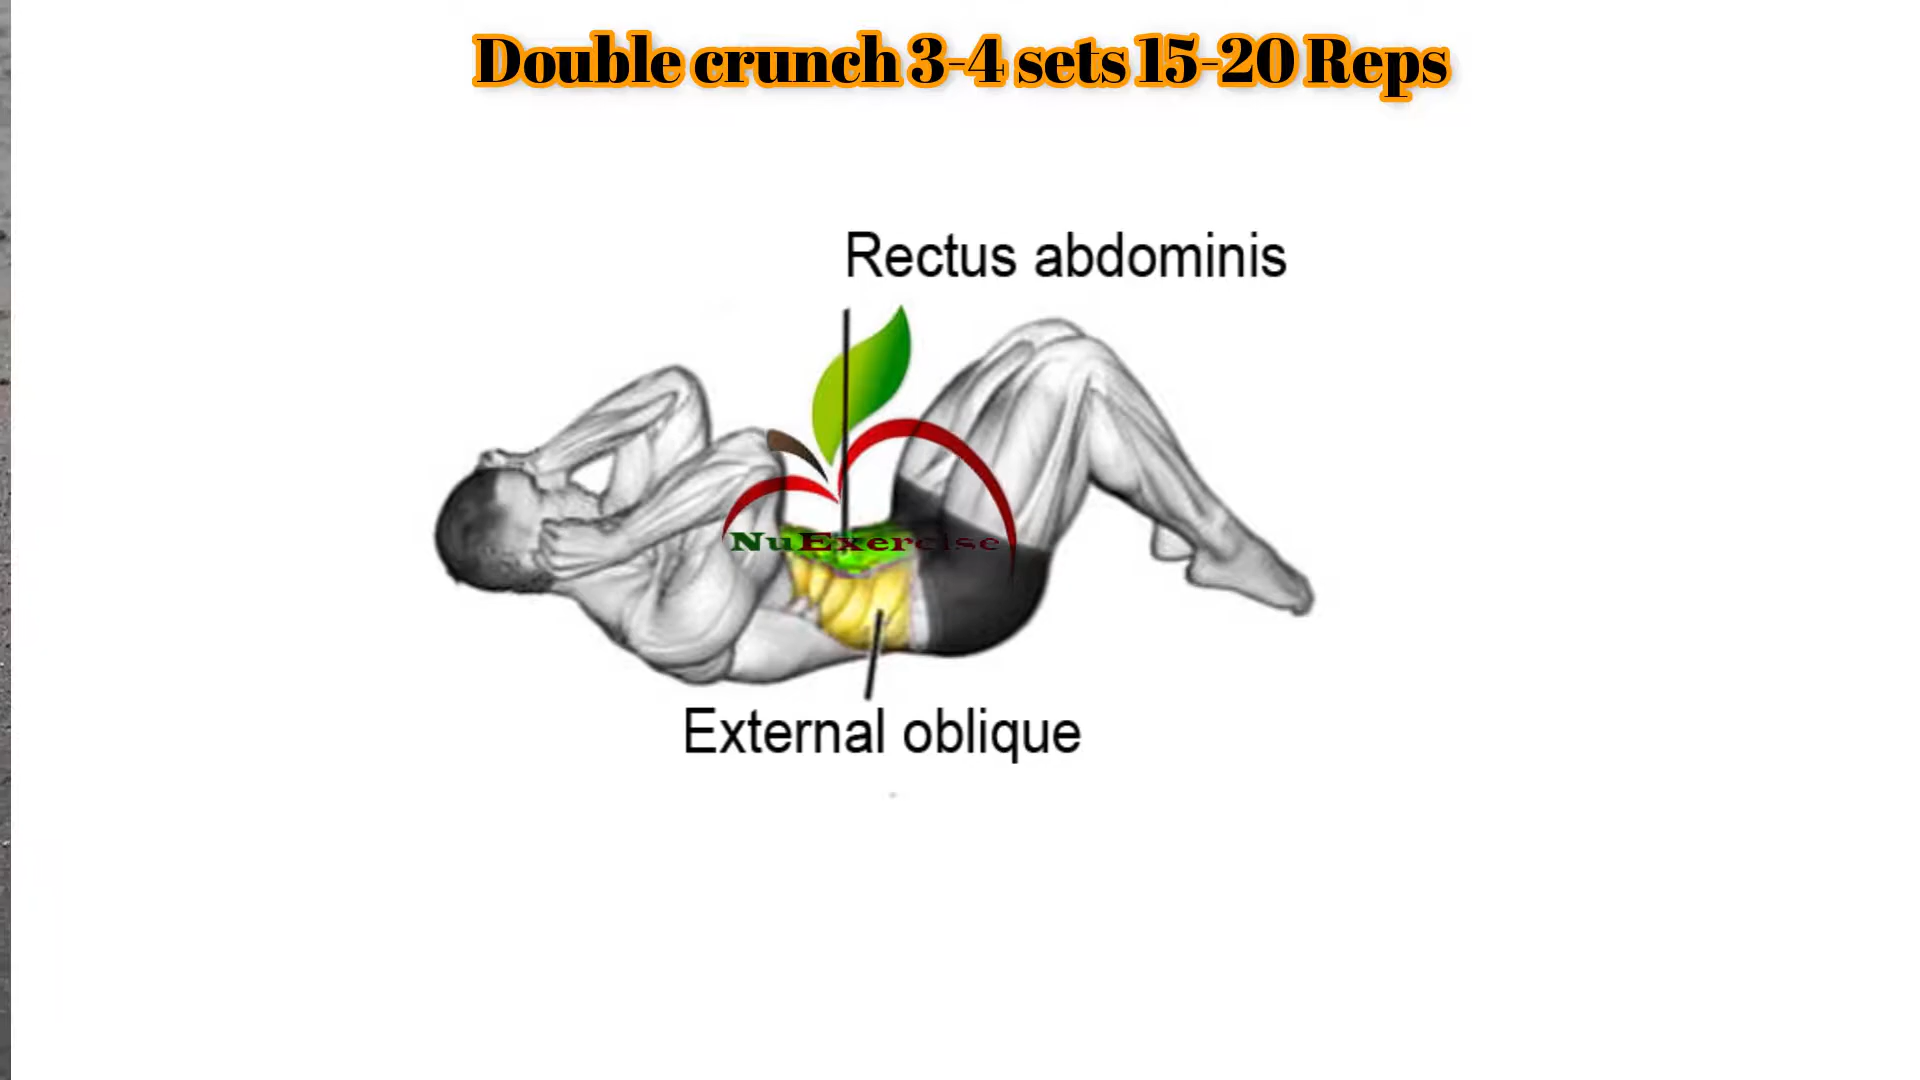 Double crunch 3-4 sets 15-20 Reps
Rectus abdominis
NuExercise
External oblique